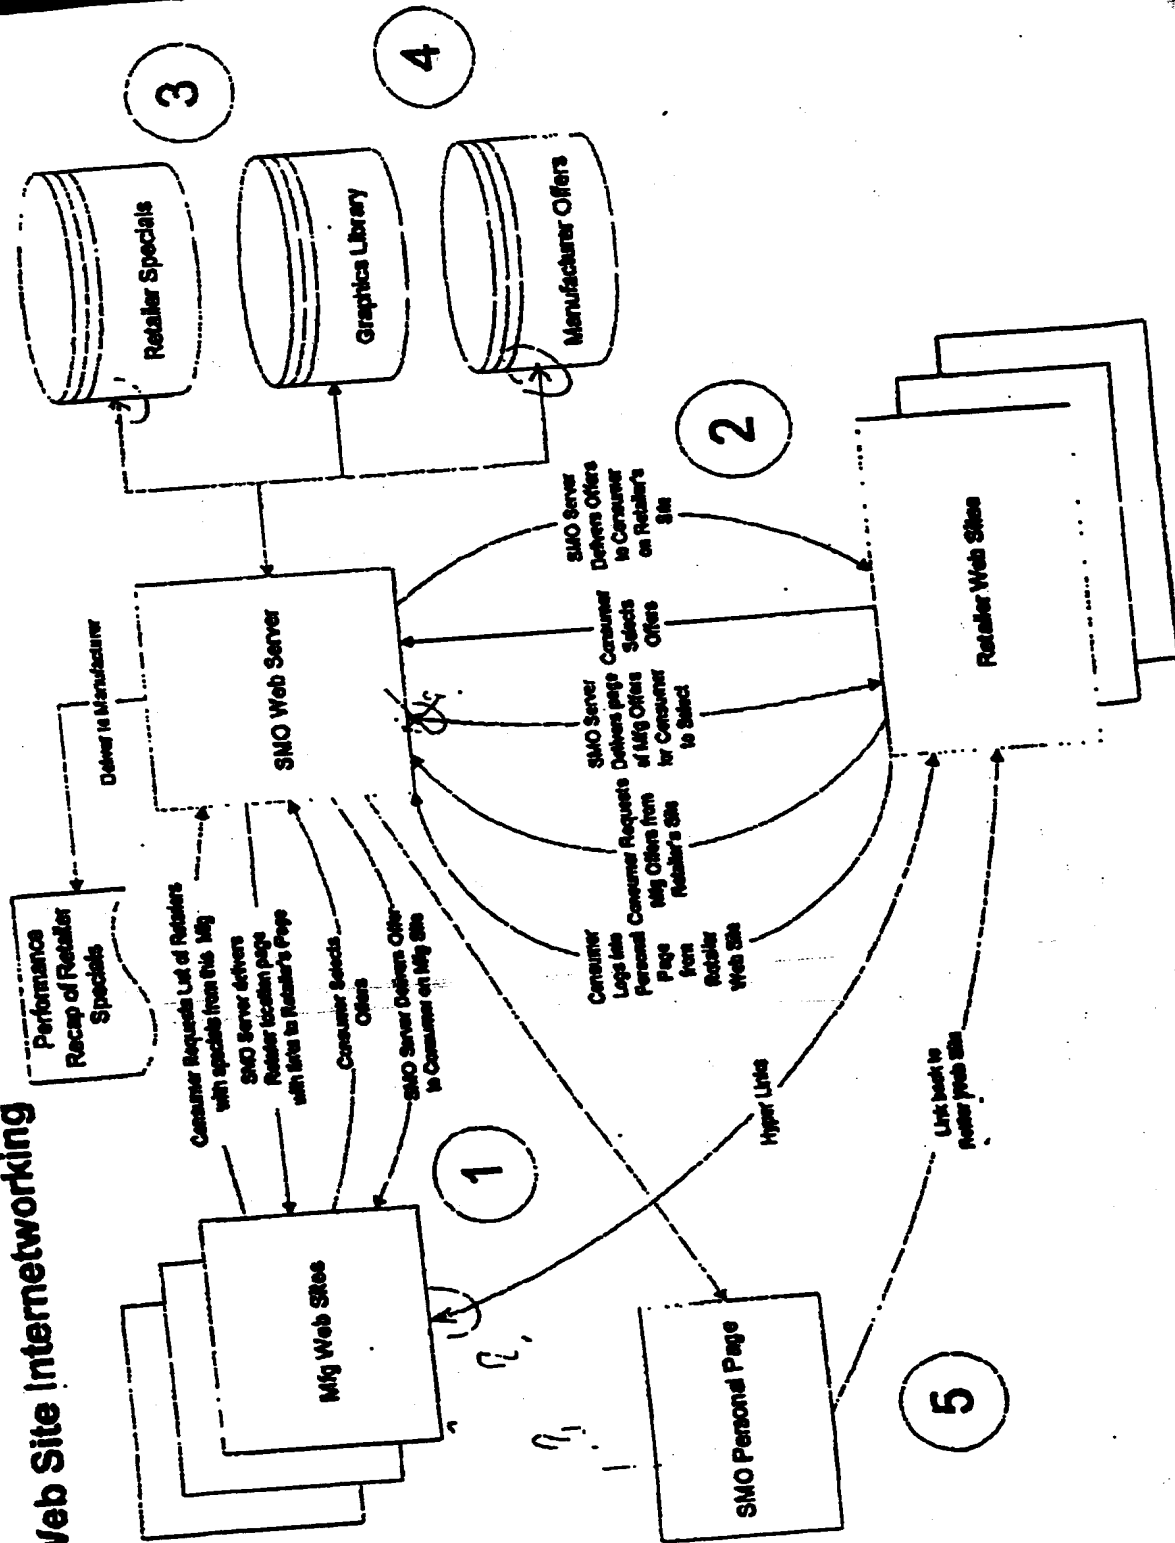 Web Site Internetworking
Performance
Recap of Retailer
Specials
Deliver to Manufacturer
Consumer Requests List of Retailers
with specials from this Mfg
SMO Server delivers
Retailer location page
with links to Retailer's Page
Consumer Selects
Offers
SMO Server Delivers Offer
to Consumer on Mfg Site
Mfg Web Sites
1
SMO Web Server
Retailer Specials
3
Graphics Library
Manufacturer Offers
4
Consumer
Logs into
Personal
Page
from
Retailer
Web Site
Consumer Requests
Mfg Offers from
Retailer's Site
SMO Server
Delivers page
of Mfg Offers
for Consumer
to Select
Consumer
Selects
Offers
SMO Server
Delivers Offers
to Consumer
on Retailer's
Site
2
Hyper Links
Link back to
Retailer Web Site
SMO Personal Page
5
Retailer Web Sites